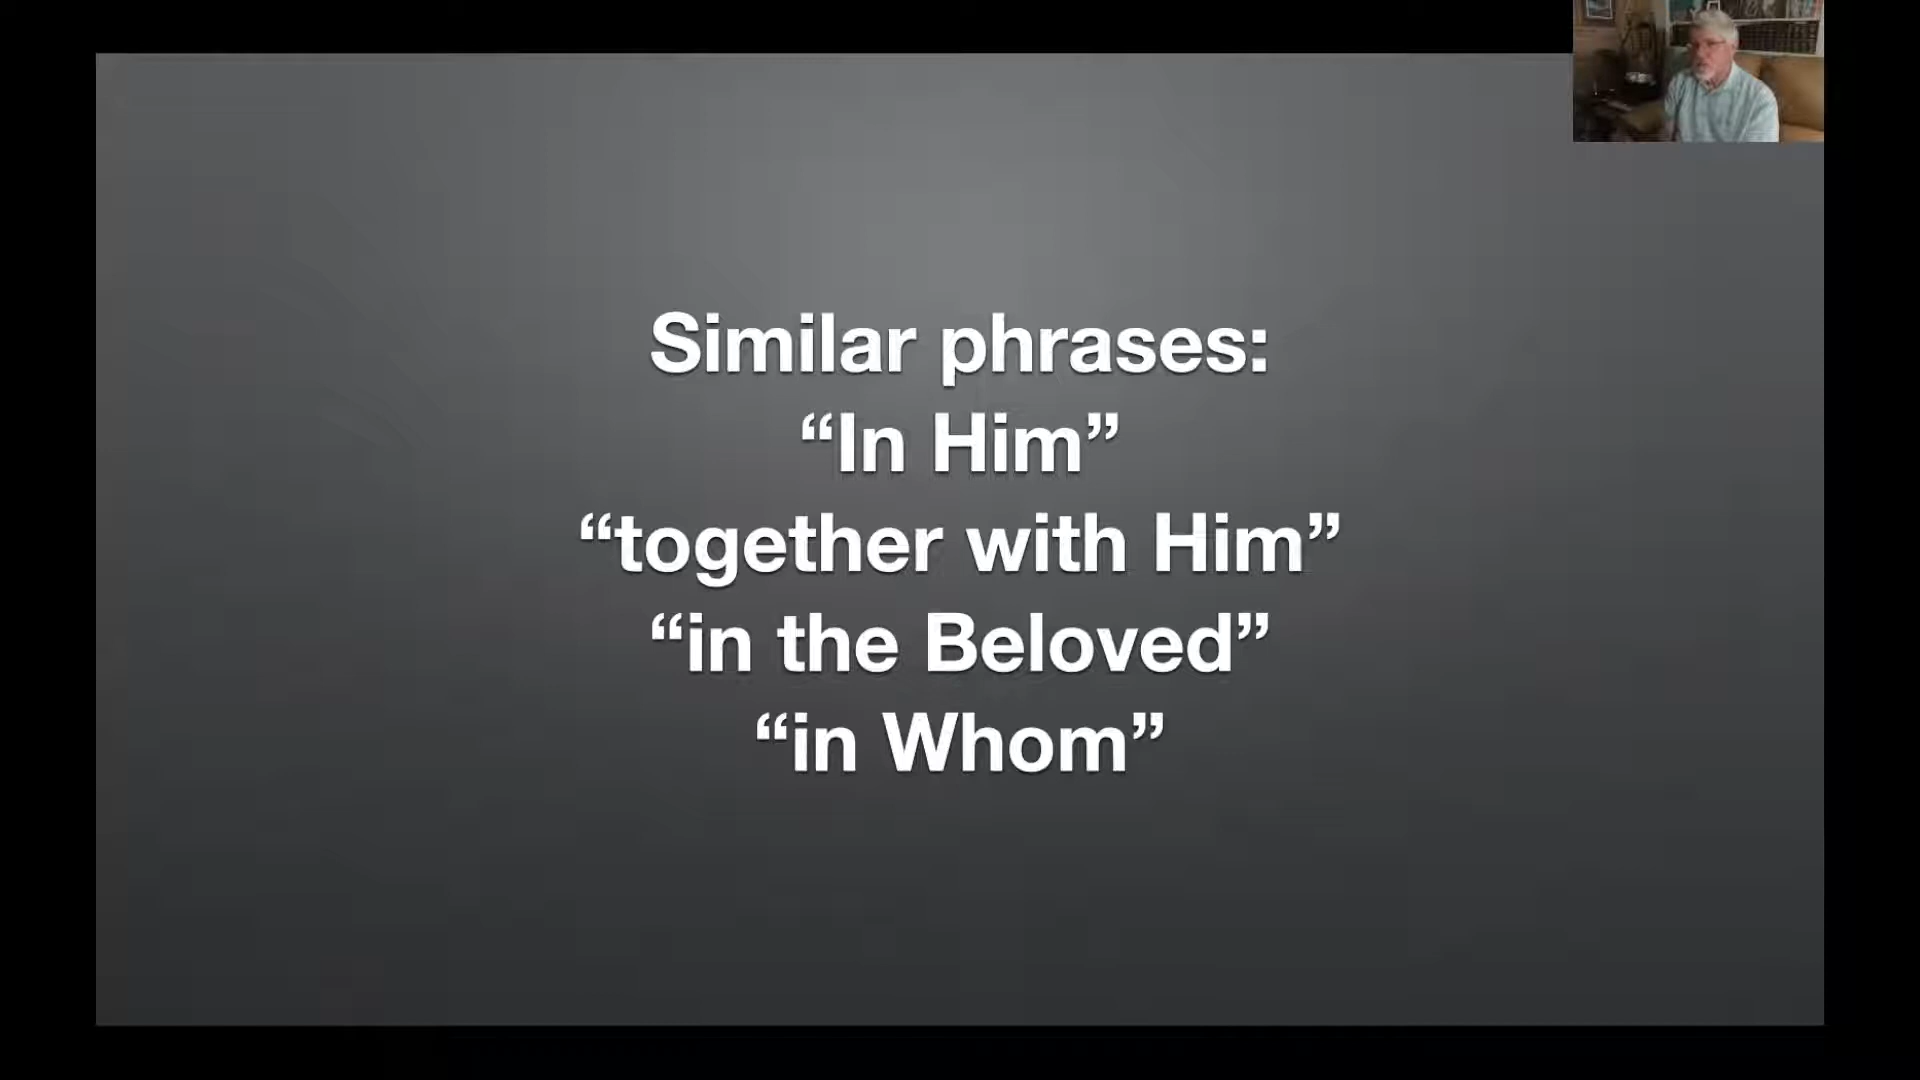 Similar phrases:
“In Him”
“together with Him”
“in the Beloved”
“in Whom”